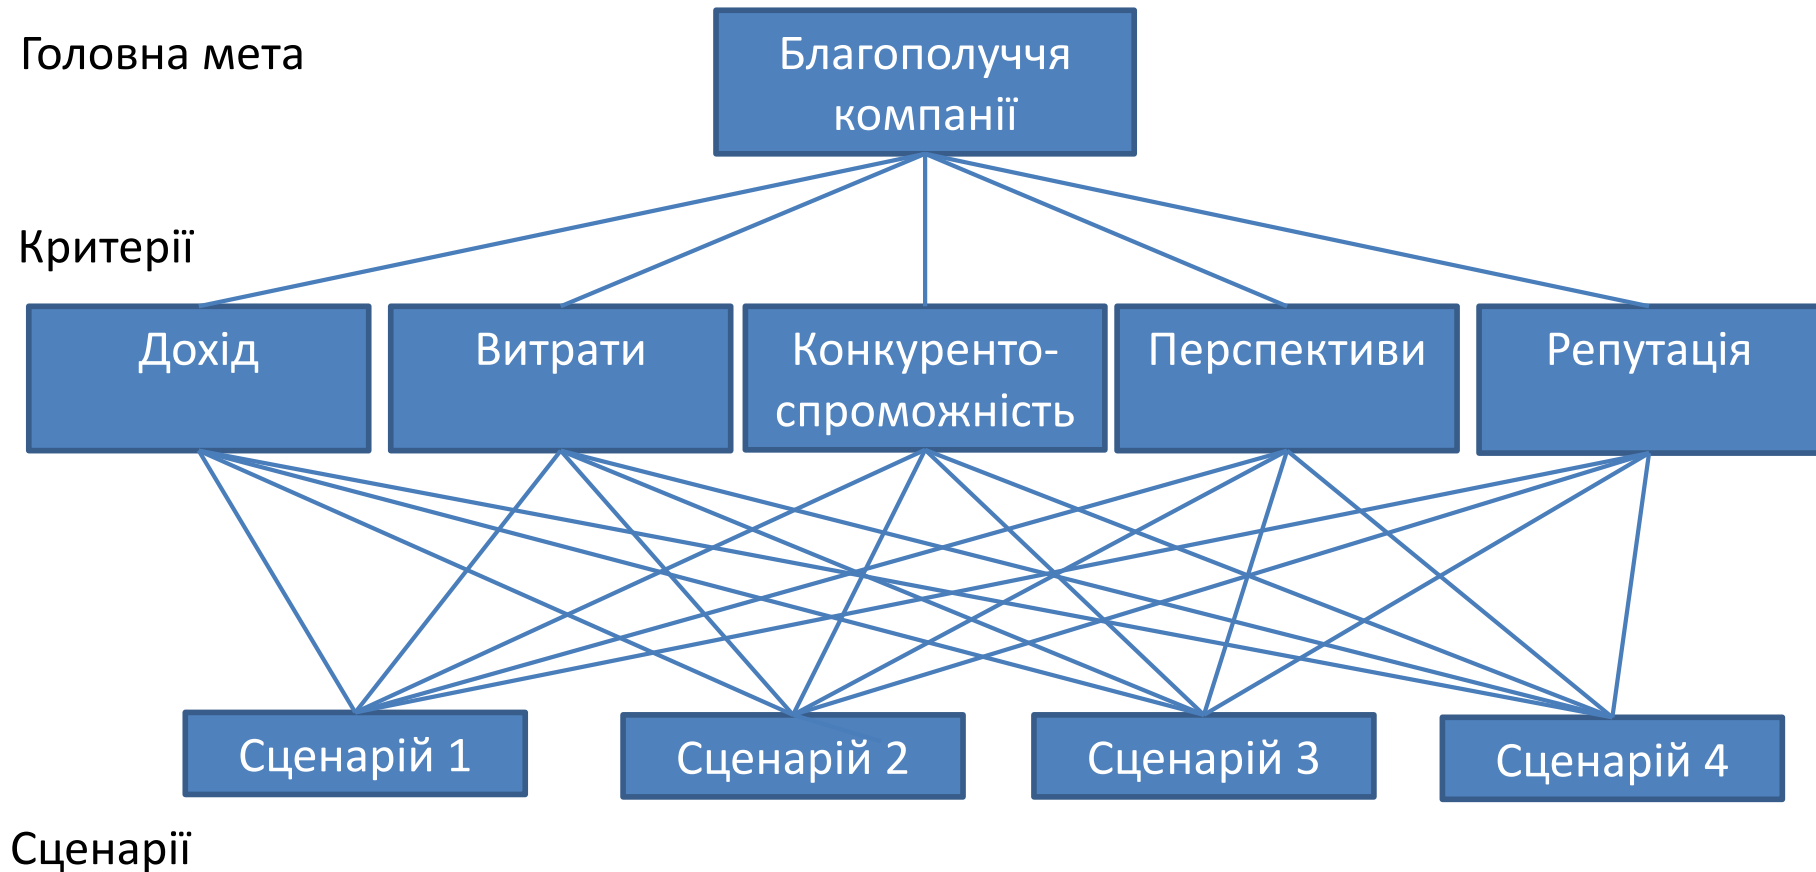 Головна мета
Благополуччя
компанії
Критерії
Дохід
Витрати
Конкуренто-
спроможність
Перспективи
Репутація
Сценарій 1
Сценарій 2
Сценарій 3
Сценарій 4
Сценарії